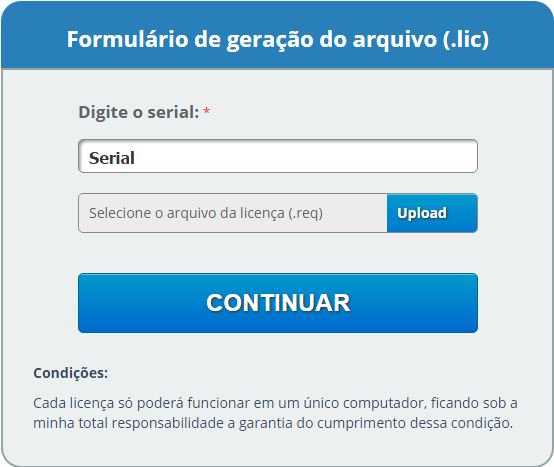 Formulário de geração do arquivo (.lic)
Digite o serial: *
Serial
Selecione o arquivo da licença (.req)
Upload
CONTINUAR
Condições:
Cada licença só poderá funcionar em um único computador, ficando sob a
minha total responsabilidade a garantia do cumprimento dessa condição.